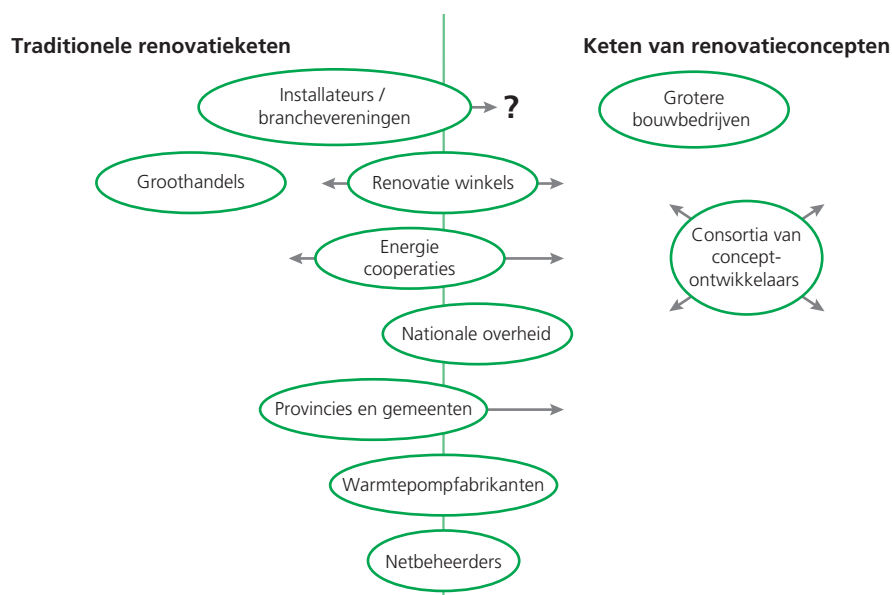 Traditionele renovatieketen
Keten van renovatieconcepten
Installateurs /
branchevereningen
?
Grotere
bouwbedrijven
Groothandels
Renovatie winkels
Energie
cooperaties
Consortia van
concept-
ontwikkelaars
Nationale overheid
Provincies en gemeenten
Warmtepompfabrikanten
Netbeheerders